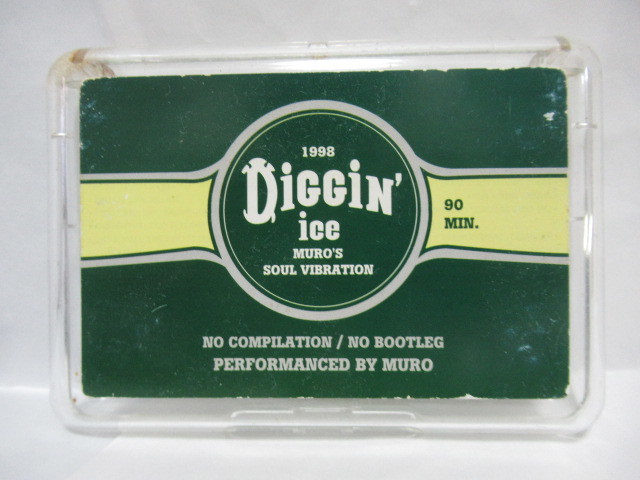 1998
DiGGiN'
ice
MURO'S
SOUL VIBRATION
90
MIN.
NO COMPILATION / NO BOOTLEG
PERFORMANCED BY MURO